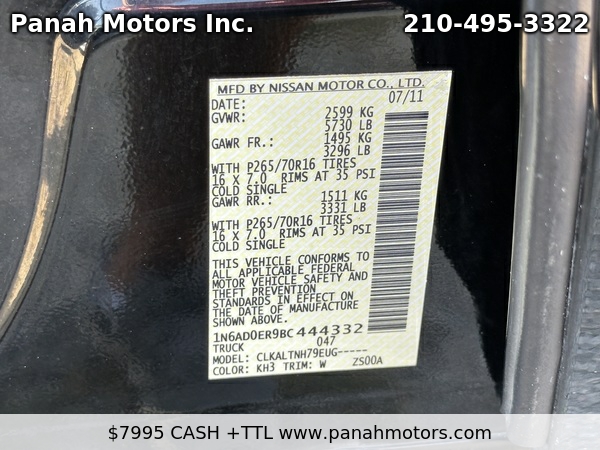 Panah Motors Inc. 210-495-3322
MFD BY NISSAN MOTOR CO., LTD.
DATE: 07/11
GVWR: 2599 KG
5730 LB
GAWR FR.: 1495 KG
3296 LB
WITH P265/70R16 TIRES
16 X 7.0 RIMS AT 35 PSI
COLD SINGLE
GAWR RR.: 1511 KG
3331 LB
WITH P265/70R16 TIRES
16 X 7.0 RIMS AT 35 PSI
COLD SINGLE
THIS VEHICLE CONFORMS TO
ALL APPLICABLE FEDERAL
MOTOR VEHICLE SAFETY AND
THEFT PREVENTION
STANDARDS IN EFFECT ON
THE DATE OF MANUFACTURE
SHOWN ABOVE.
1N6AD0ER9BC444332
TRUCK 047
MODEL: CLKALTNH79EUG-----
COLOR: KH3 TRIM: W ZS00A
$7995 CASH +TTL www.panahmotors.com